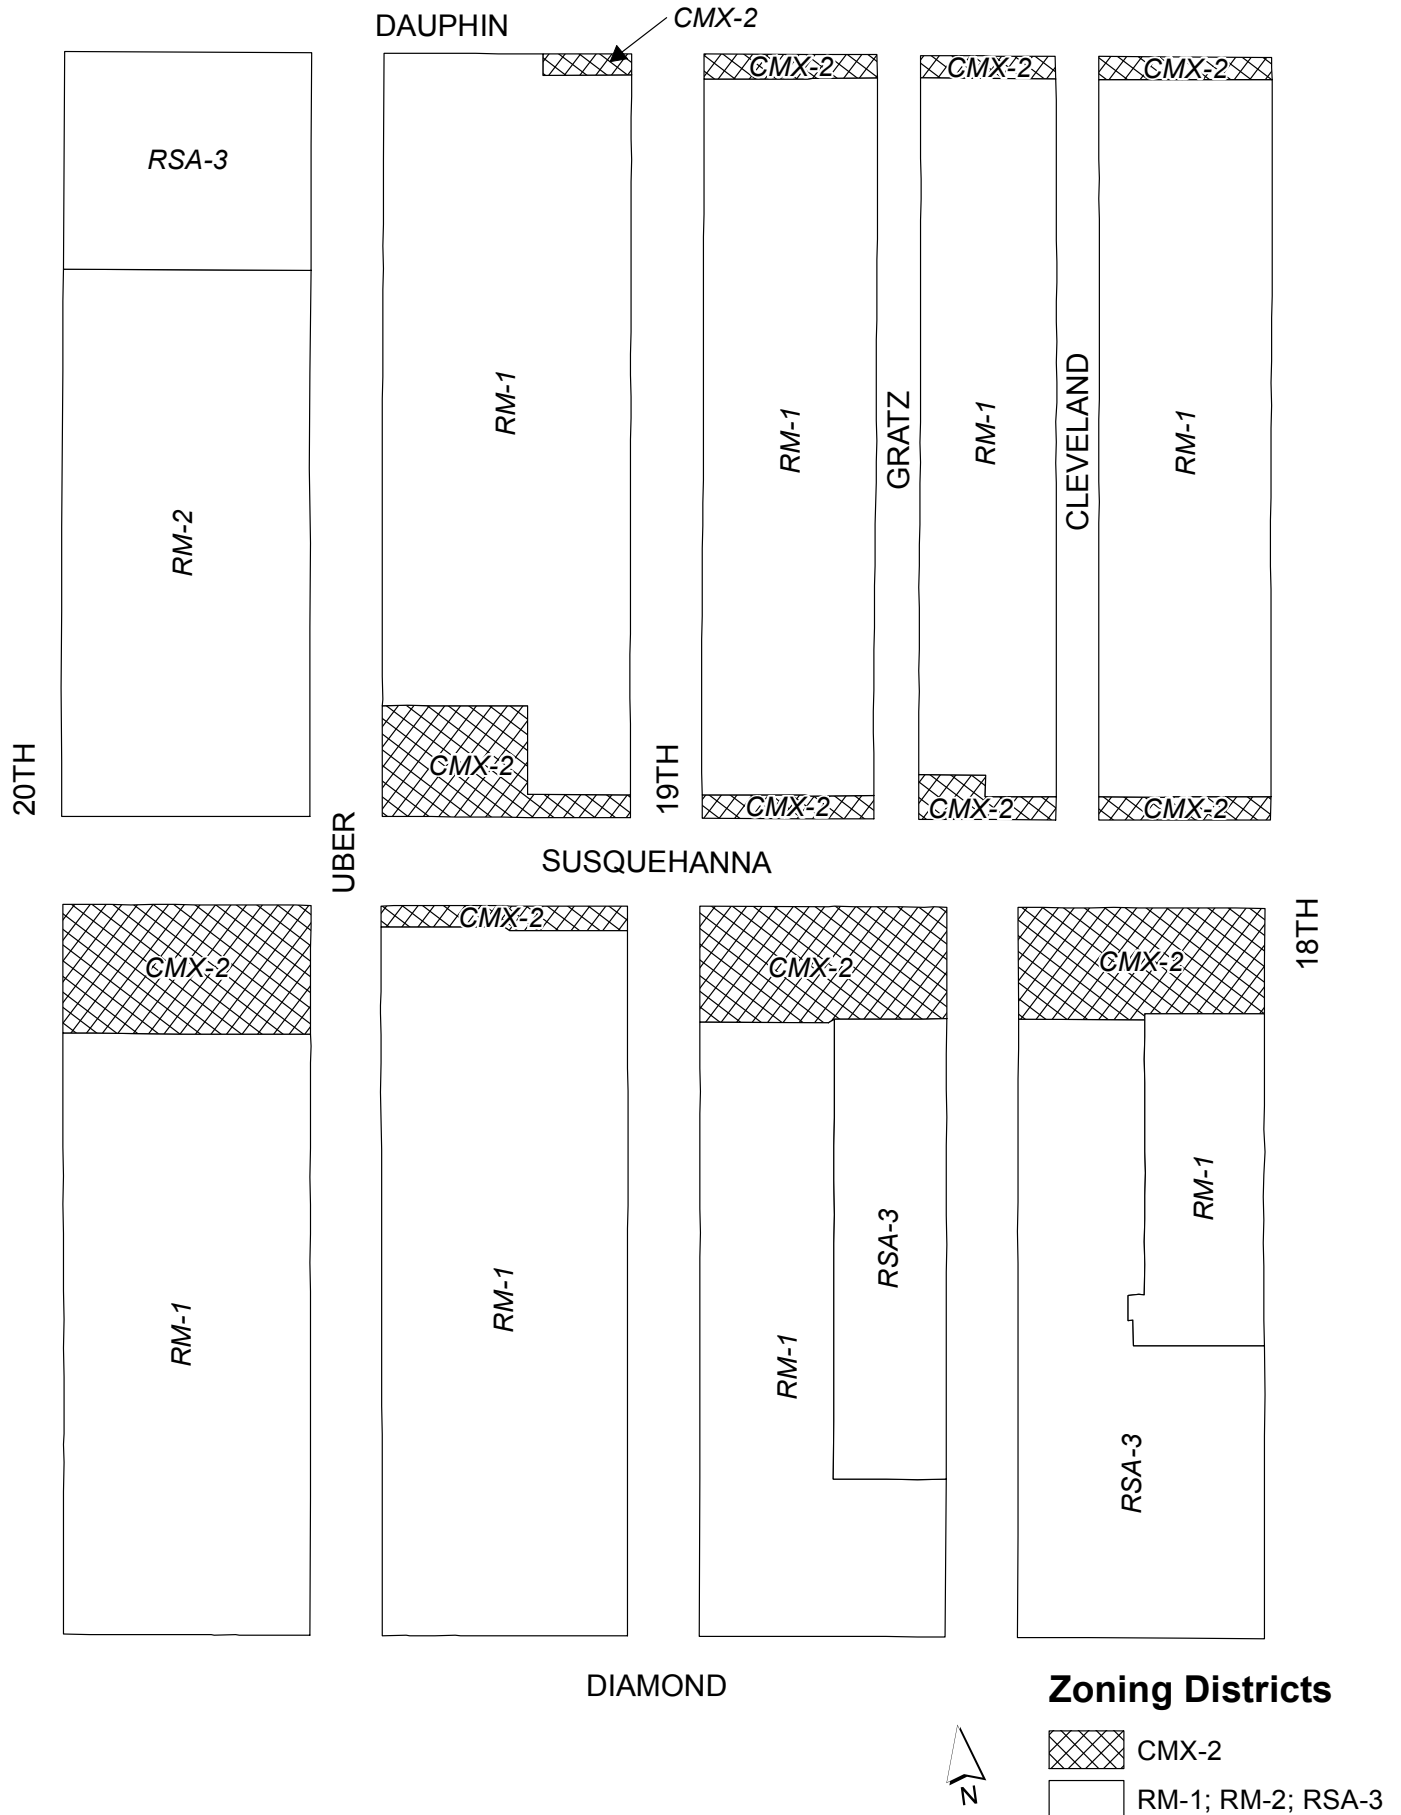 DAUPHIN
CMX-2
CMX-2
CMX-2
CMX-2
RSA-3
RM-1
RM-1
RM-1
RM-1
GRATZ
CLEVELAND
RM-2
20TH
CMX-2
19TH
CMX-2
CMX-2
CMX-2
UBER
SUSQUEHANNA
CMX-2
CMX-2
CMX-2
CMX-2
18TH
RM-1
RSA-3
RM-1
RM-1
RM-1
RSA-3
DIAMOND
Zoning Districts
CMX-2
RM-1; RM-2; RSA-3
N